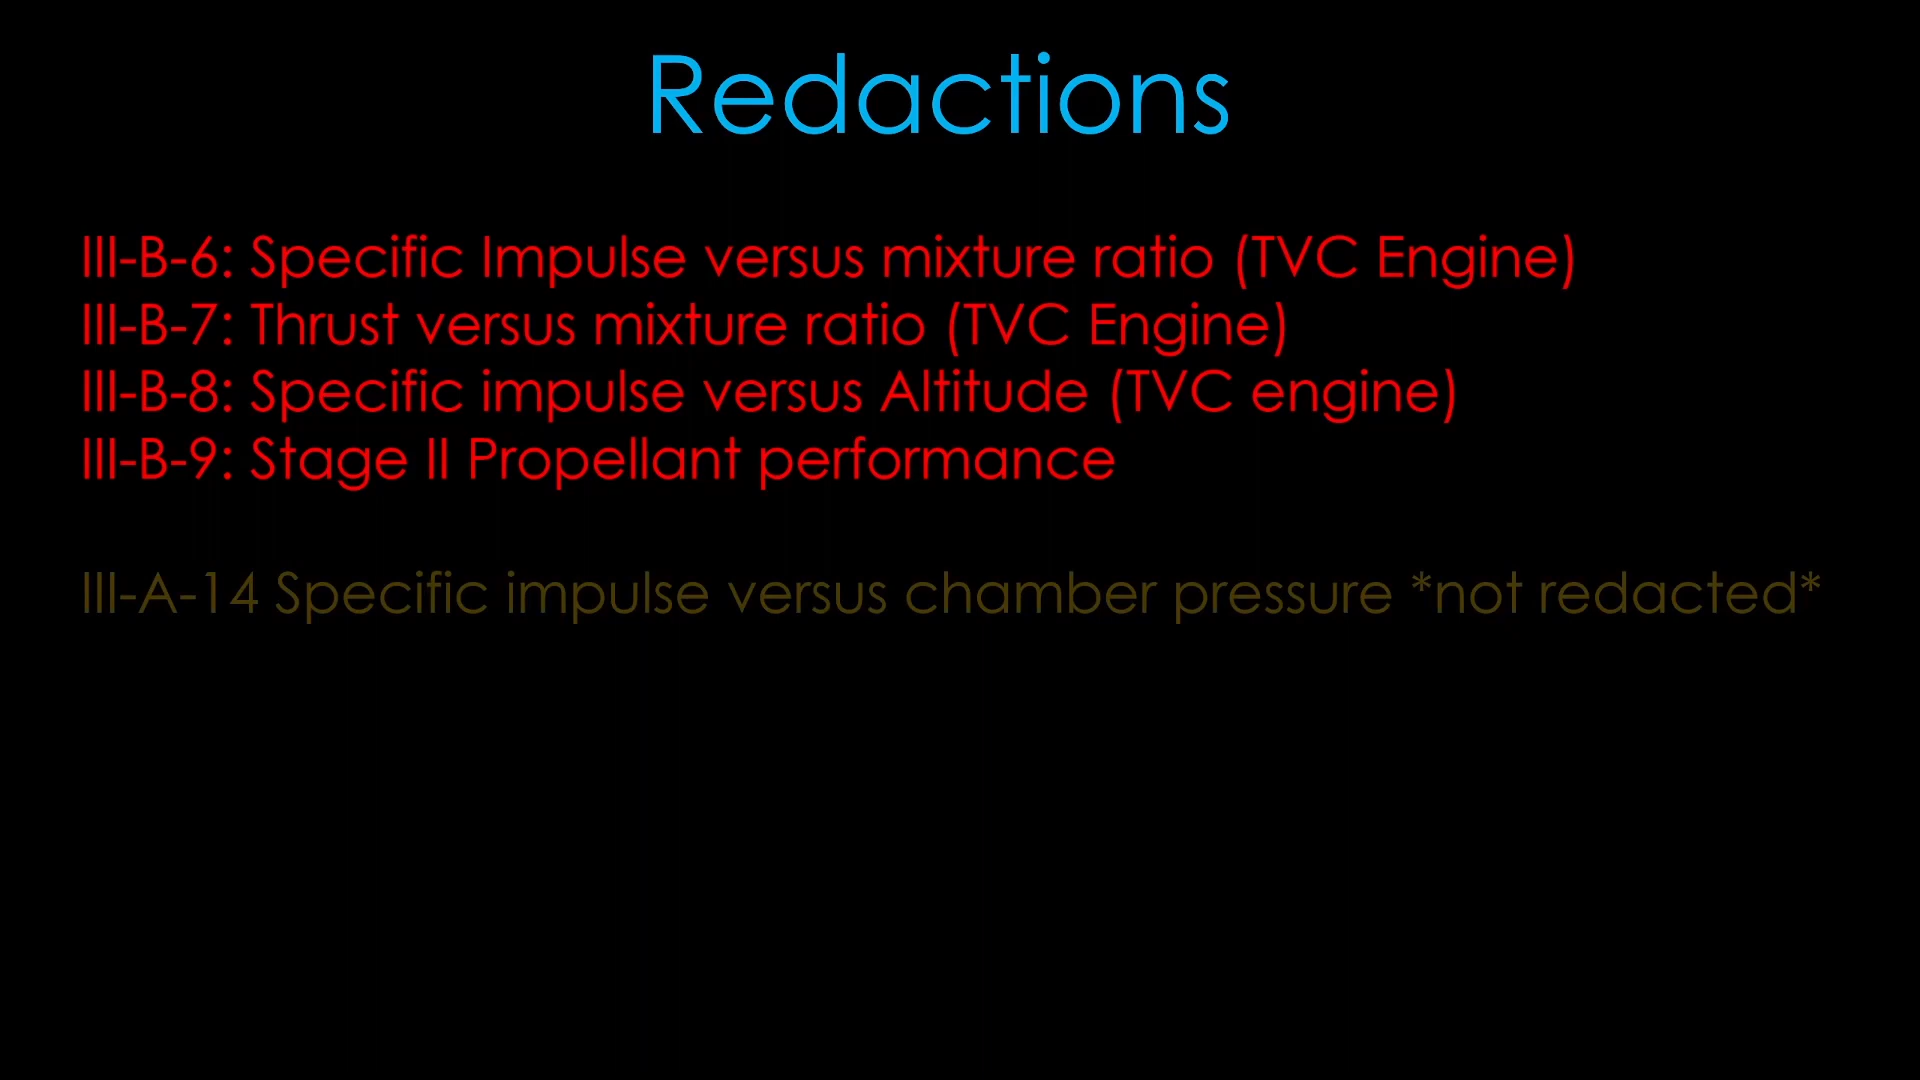 Redactions
III-B-6: Specific Impulse versus mixture ratio (TVC Engine)
III-B-7: Thrust versus mixture ratio (TVC Engine)
III-B-8: Specific impulse versus Altitude (TVC engine)
III-B-9: Stage II Propellant performance
III-A-14 Specific impulse versus chamber pressure *not redacted*